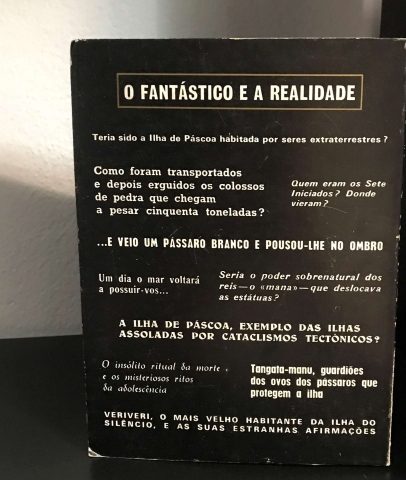 O FANTÁSTICO E A REALIDADE
Teria sido a Ilha de Páscoa habitada por seres extraterrestres?
Como foram transportados
e depois erguidos os colossos
de pedra que chegam
a pesar cinquenta toneladas?
Quem eram os Sete
Iniciados? Donde
vieram?
...E VEIO UM PÁSSARO BRANCO E POUSOU-LHE NO OMBRO
Um dia o mar voltará
a possuir-vos...
Seria o poder sobrenatural dos
reis—o «mana»—que deslocava
as estátuas?
A ILHA DE PÁSCOA, EXEMPLO DAS ILHAS
ASSOLADAS POR CATACLISMOS TECTÓNICOS?
O insólito ritual da morte
e os misteriosos ritos
da adolescência
Tangata-manu, guardiões
dos ovos dos pássaros que
protegem a ilha
VERIVERI, O MAIS VELHO HABITANTE DA ILHA DO
SILÊNCIO, E AS SUAS ESTRANHAS AFIRMAÇÕES